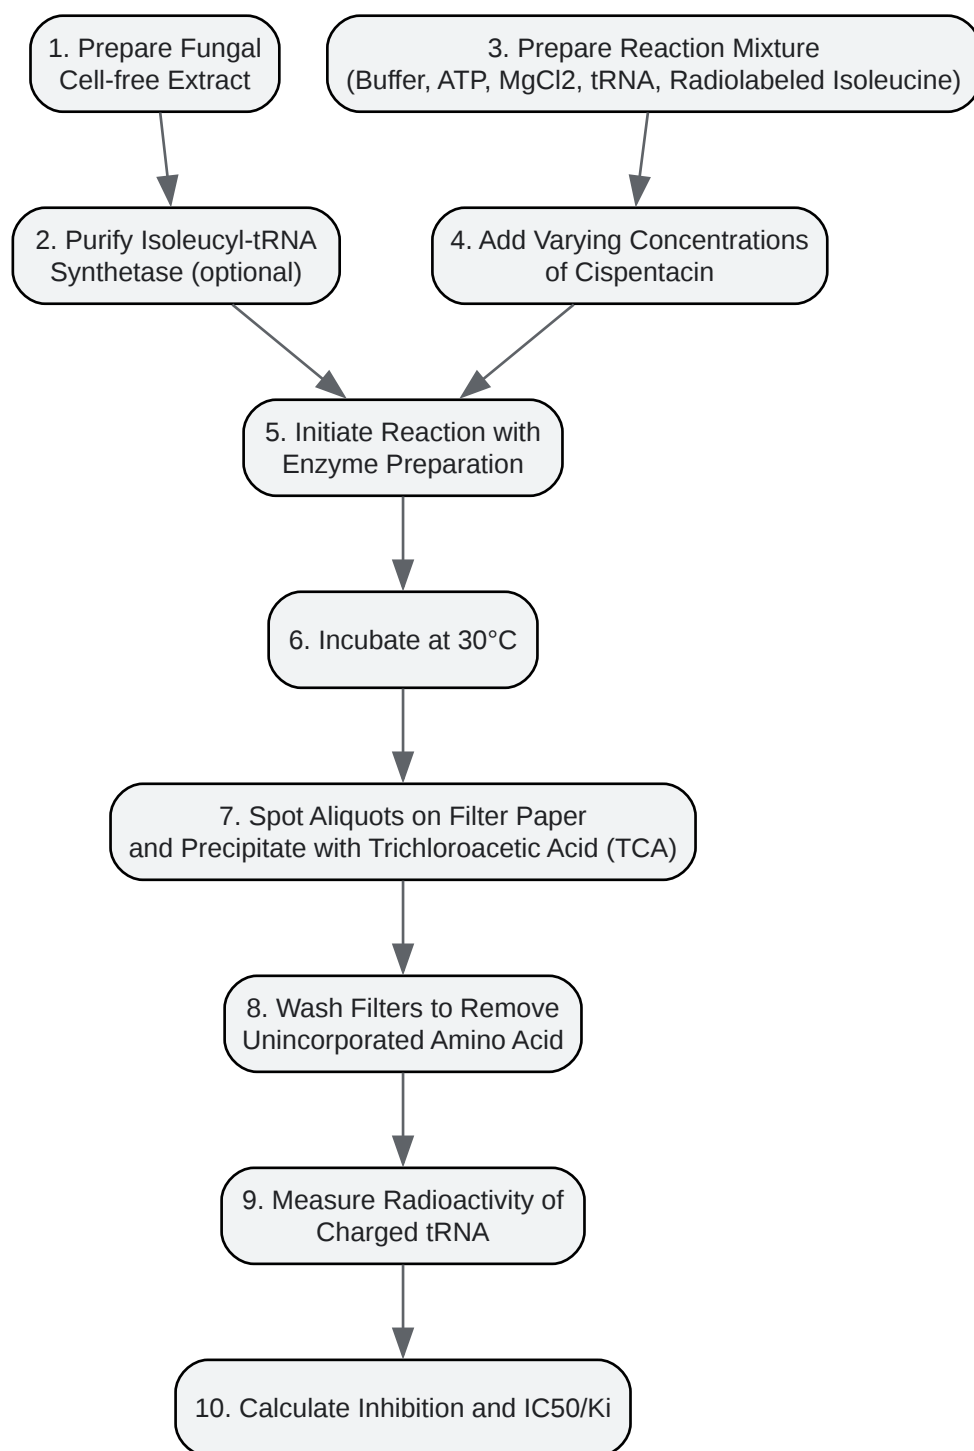 1. Prepare Fungal
Cell-free Extract
3. Prepare Reaction Mixture
(Buffer, ATP, MgCl2, tRNA, Radiolabeled Isoleucine)
2. Purify Isoleucyl-tRNA
Synthetase (optional)
4. Add Varying Concentrations
of Cispentacin
5. Initiate Reaction with
Enzyme Preparation
6. Incubate at 30°C
7. Spot Aliquots on Filter Paper
and Precipitate with Trichloroacetic Acid (TCA)
8. Wash Filters to Remove
Unincorporated Amino Acid
9. Measure Radioactivity of
Charged tRNA
10. Calculate Inhibition and IC50/Ki